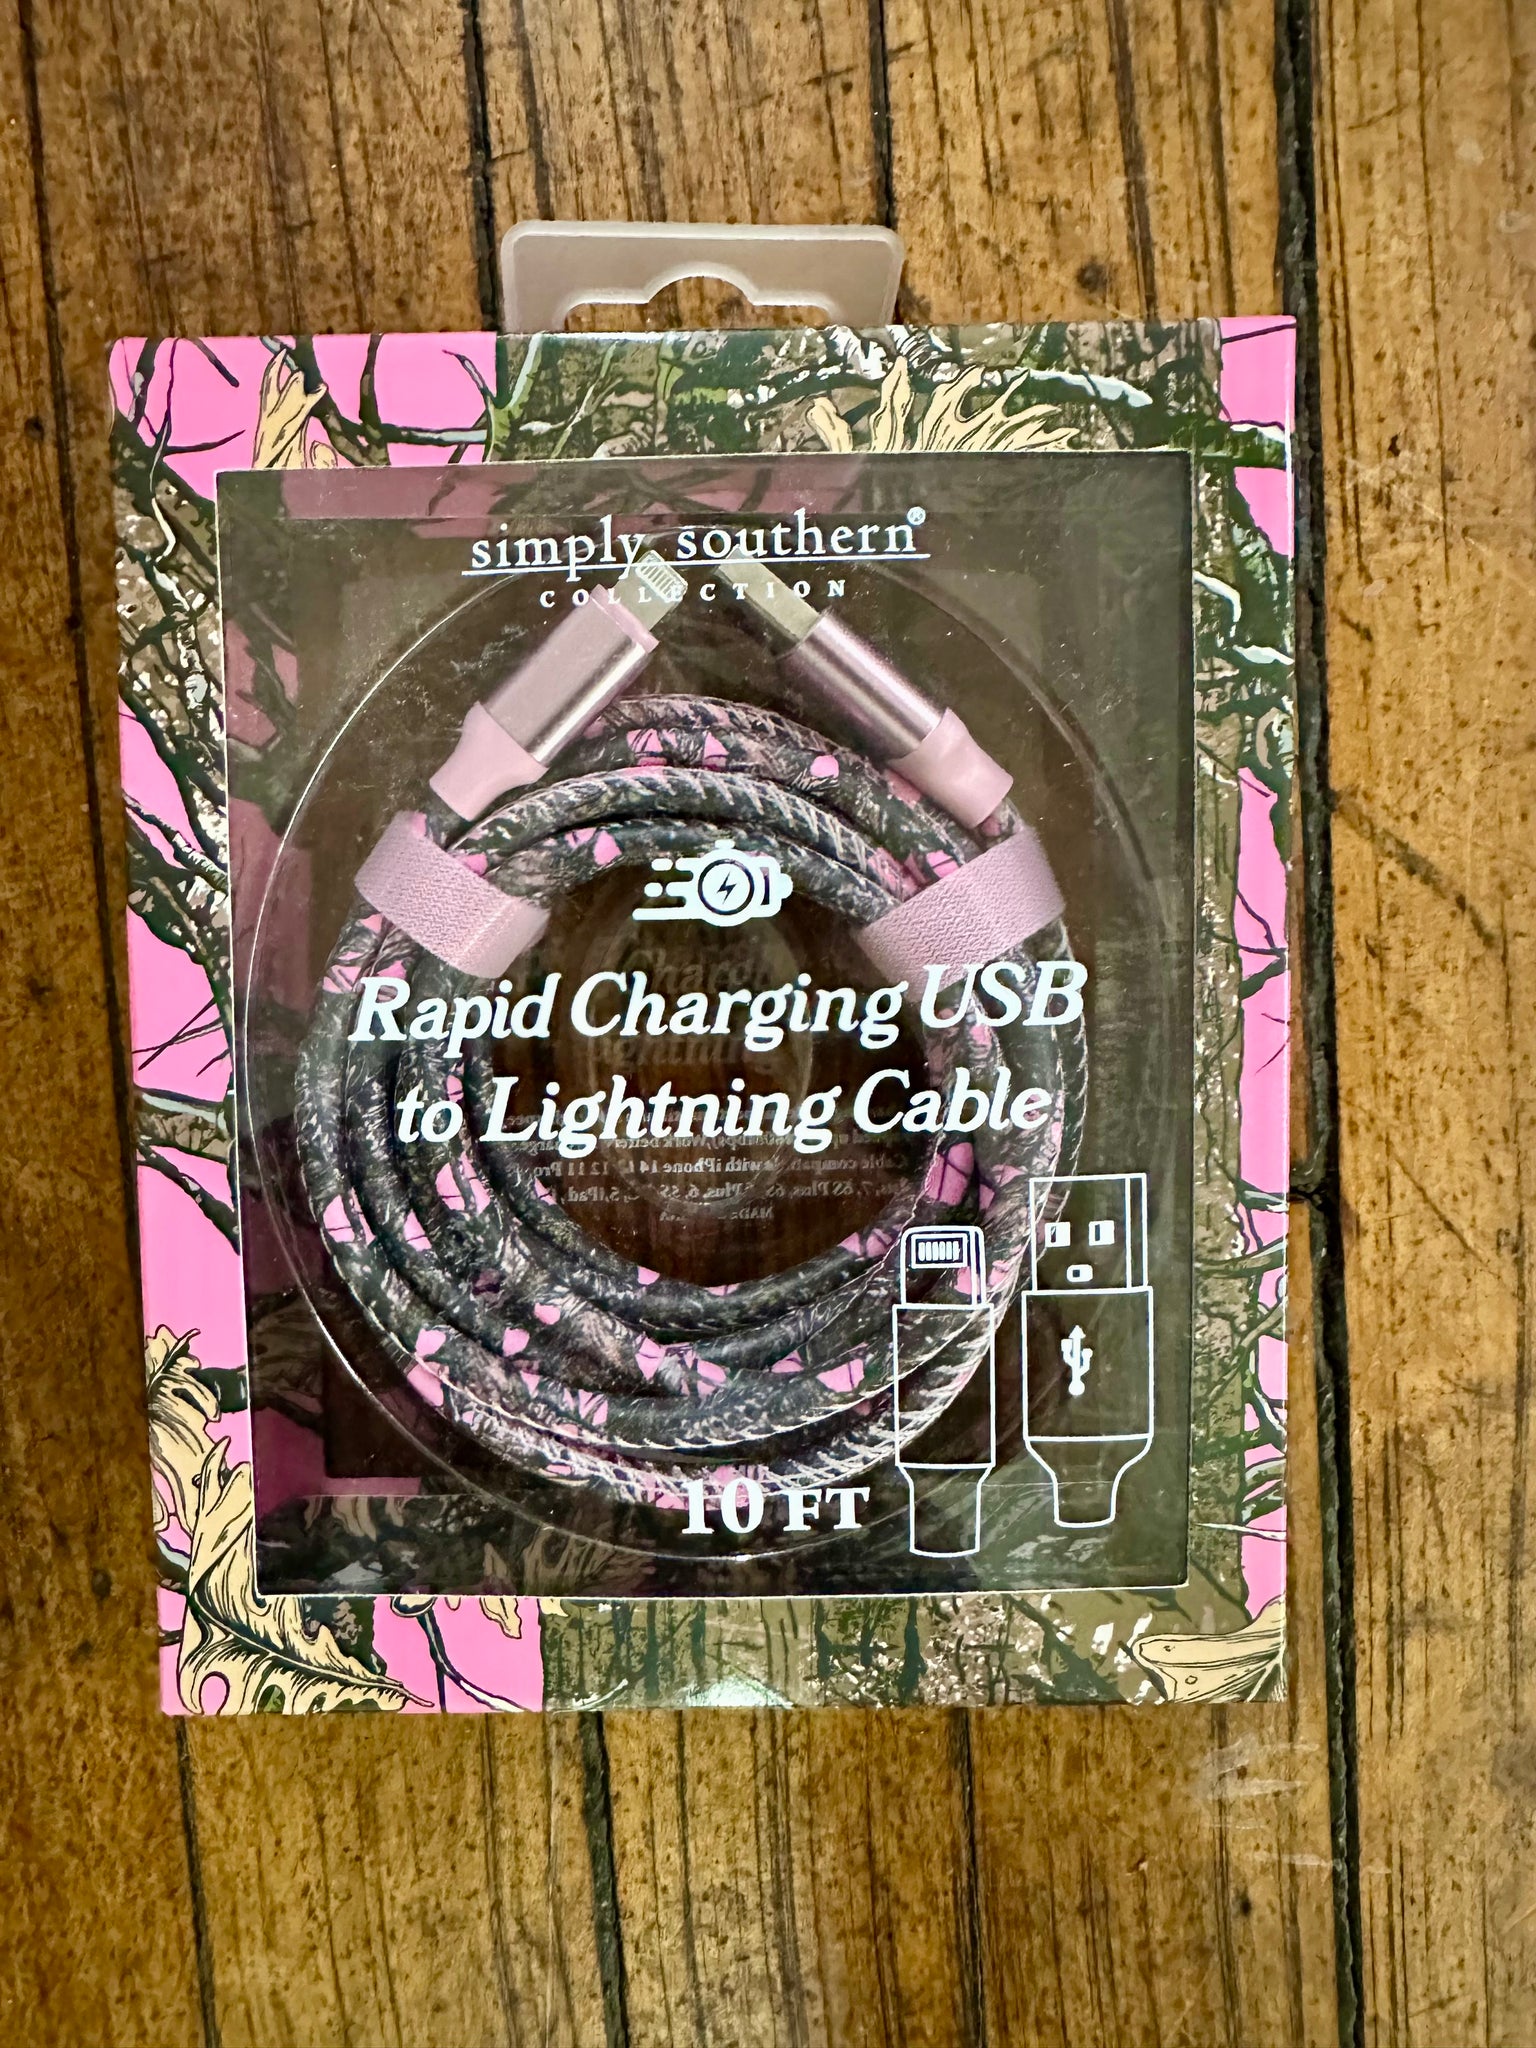 simply southern®
COLLECTION
Rapid Charging USB
to Lightning Cable
10 FT